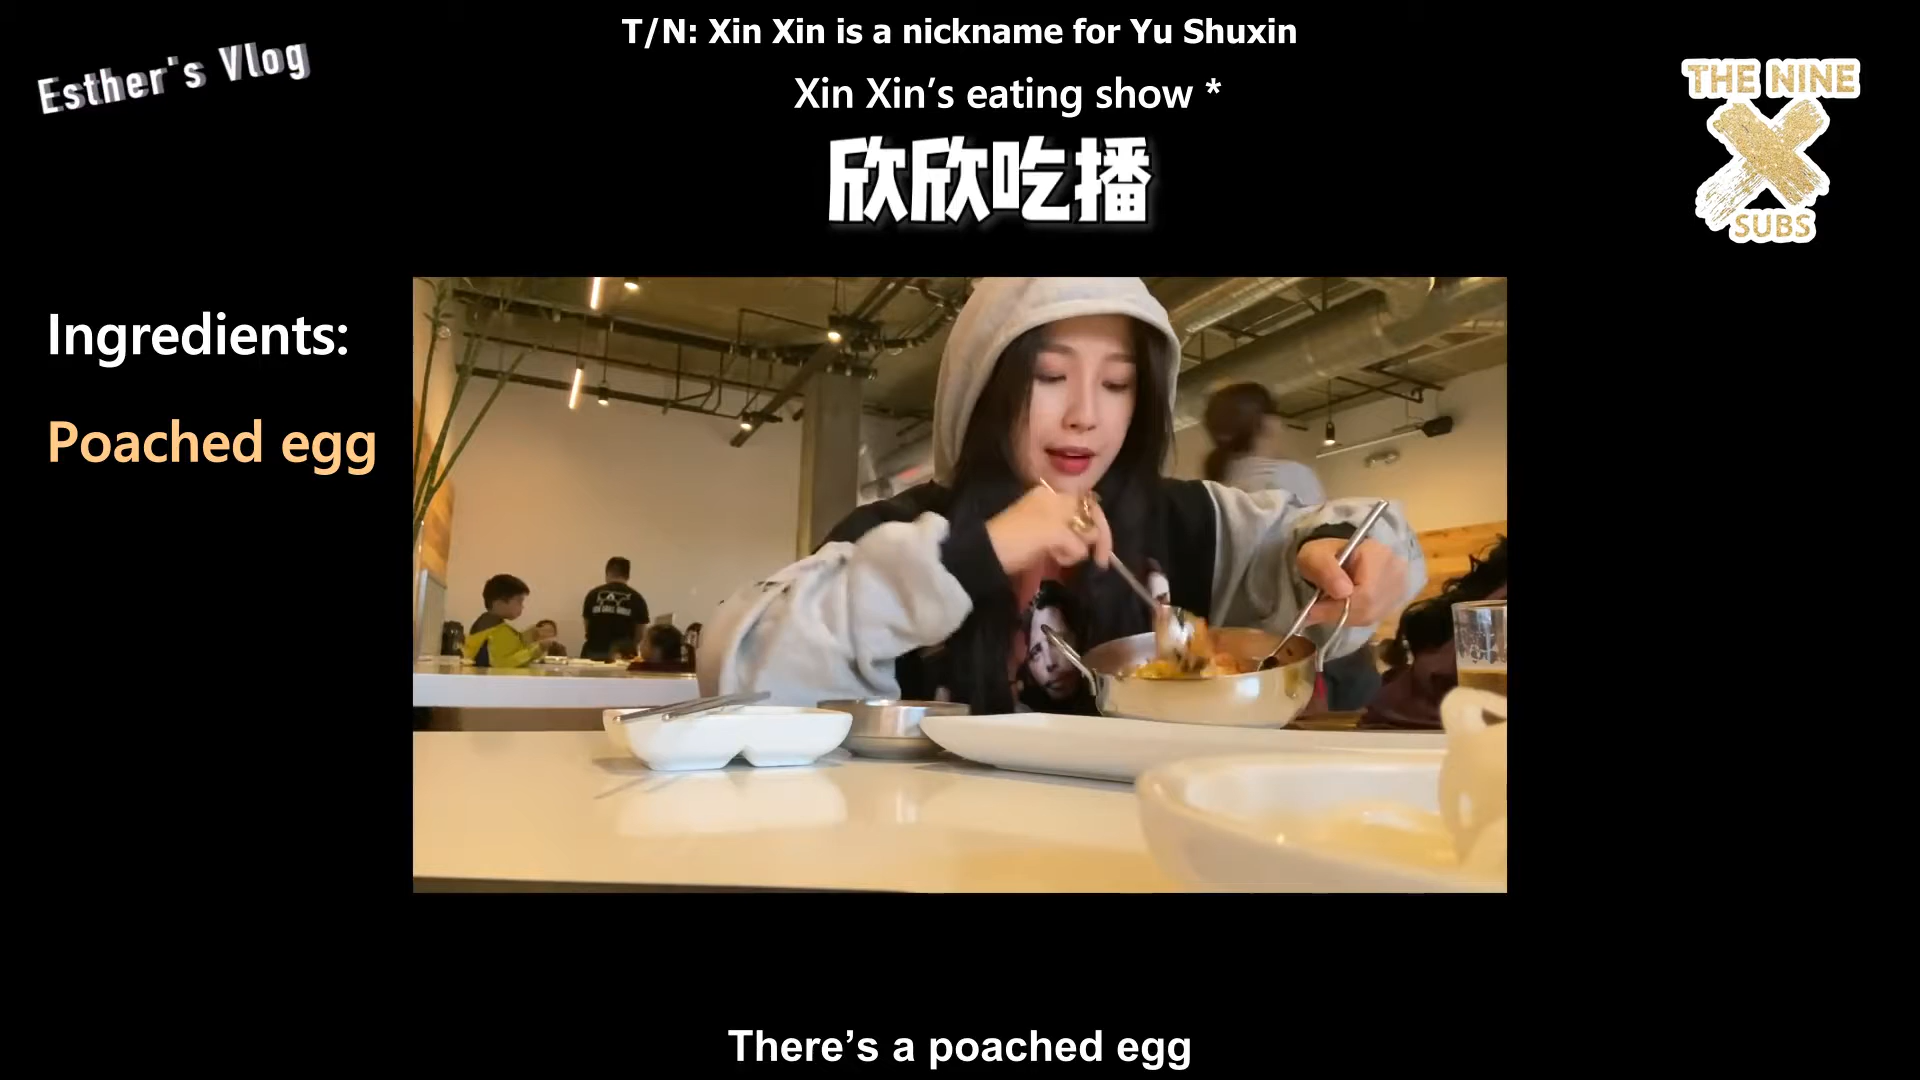 T/N: Xin Xin is a nickname for Yu Shuxin
Esther's Vlog
Xin Xin’s eating show *
欣欣吃播
THE NINE
SUBS
Ingredients:
Poached egg
There’s a poached egg